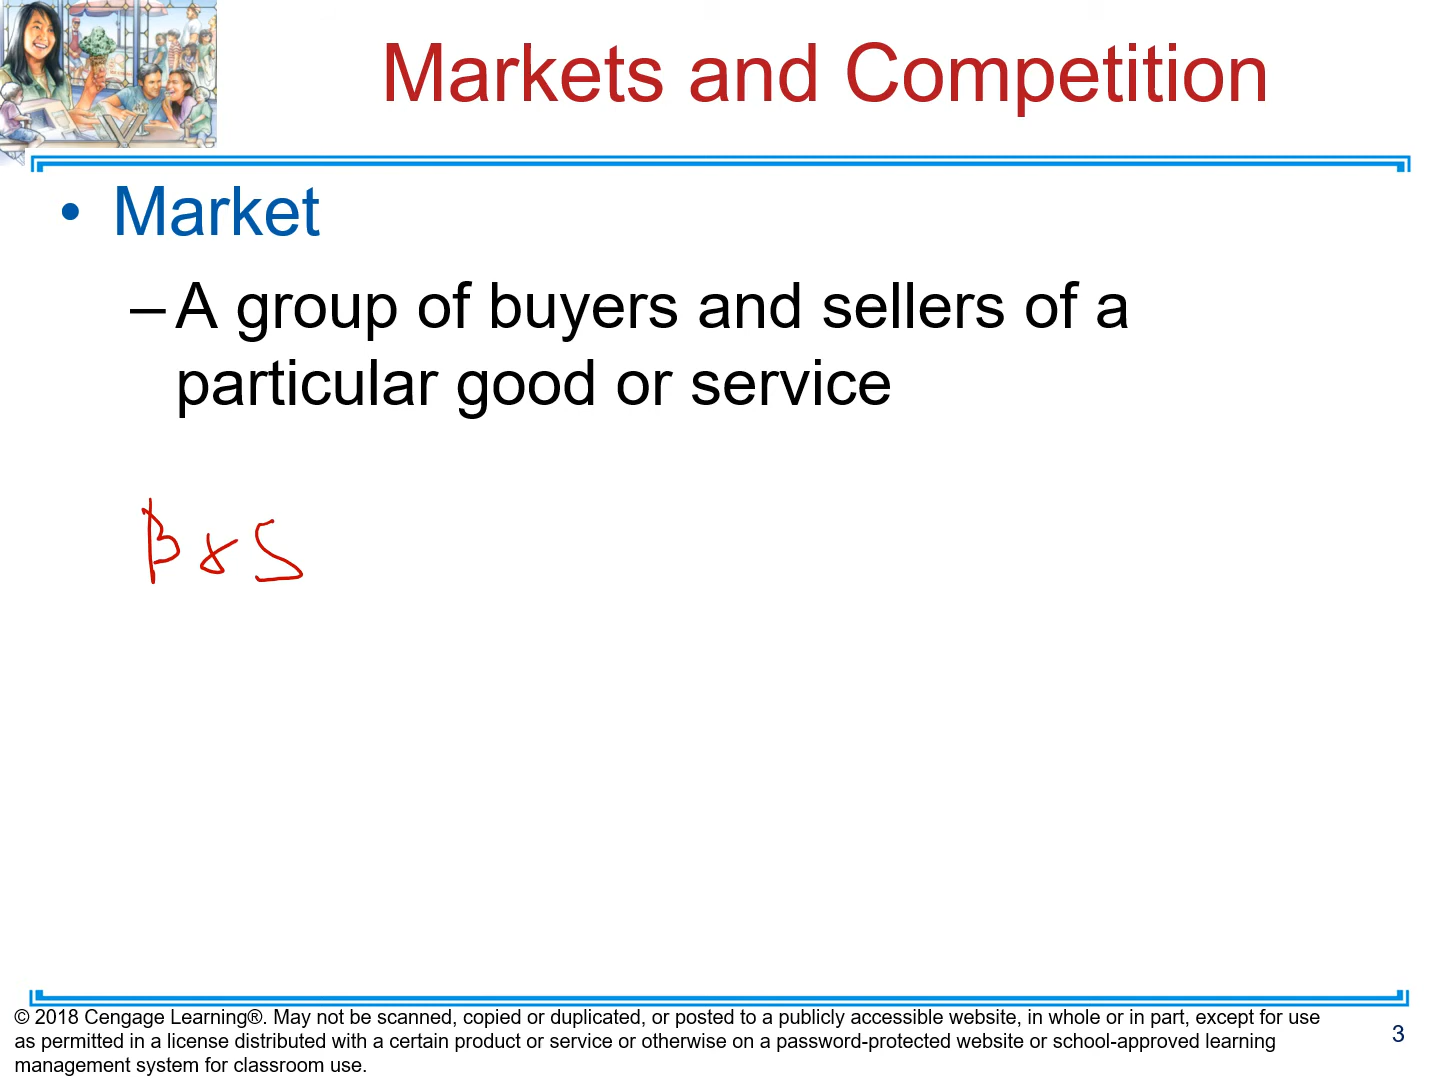 Markets and Competition
• Market
– A group of buyers and sellers of a
particular good or service
B & S
© 2018 Cengage Learning®. May not be scanned, copied or duplicated, or posted to a publicly accessible website, in whole or in part, except for use
as permitted in a license distributed with a certain product or service or otherwise on a password-protected website or school-approved learning
management system for classroom use.
3